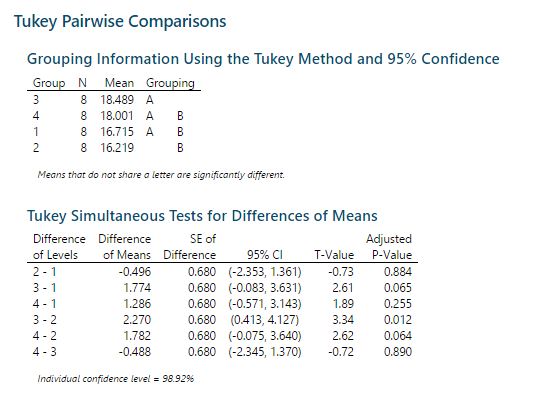 Tukey Pairwise Comparisons
Grouping Information Using the Tukey Method and 95% Confidence
Group N Mean Grouping
3 8 18.489 A
4 8 18.001 A B
1 8 16.715 A B
2 8 16.219 B
Means that do not share a letter are significantly different.
Tukey Simultaneous Tests for Differences of Means
Difference Difference SE of Adjusted
of Levels of Means Difference 95% CI T-Value P-Value
2 - 1 -0.496 0.680 (-2.353, 1.361) -0.73 0.884
3 - 1 1.774 0.680 (-0.083, 3.631) 2.61 0.065
4 - 1 1.286 0.680 (-0.571, 3.143) 1.89 0.255
3 - 2 2.270 0.680 (0.413, 4.127) 3.34 0.012
4 - 2 1.782 0.680 (-0.075, 3.640) 2.62 0.064
4 - 3 -0.488 0.680 (-2.345, 1.370) -0.72 0.890
Individual confidence level = 98.92%